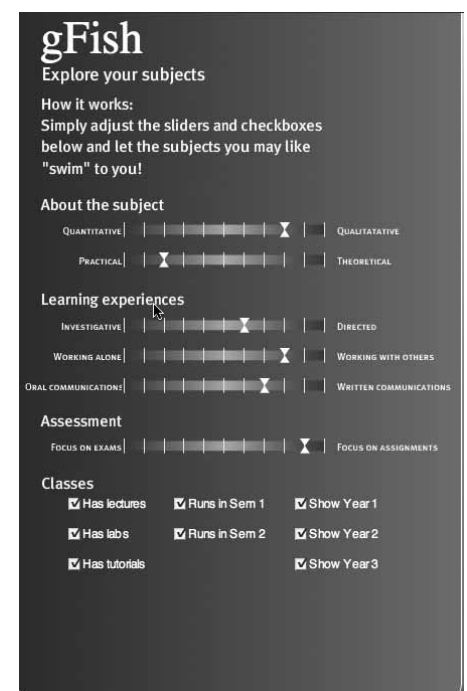 gFish
Explore your subjects
How it works:
Simply adjust the sliders and checkboxes
below and let the subjects you may like
"swim" to you!
About the subject
QUANTITATIVE QUALITATATIVE
PRACTICAL THEORETICAL
Learning experiences
INVESTIGATIVE DIRECTED
WORKING ALONE WORKING WITH OTHERS
ORAL COMMUNICATIONS WRITTEN COMMUNICATIONS
Assessment
FOCUS ON EXAMS FOCUS ON ASSIGNMENTS
Classes
Has lectures Runs in Sem 1 Show Year 1
Has labs Runs in Sem 2 Show Year 2
Has tutorials Show Year 3